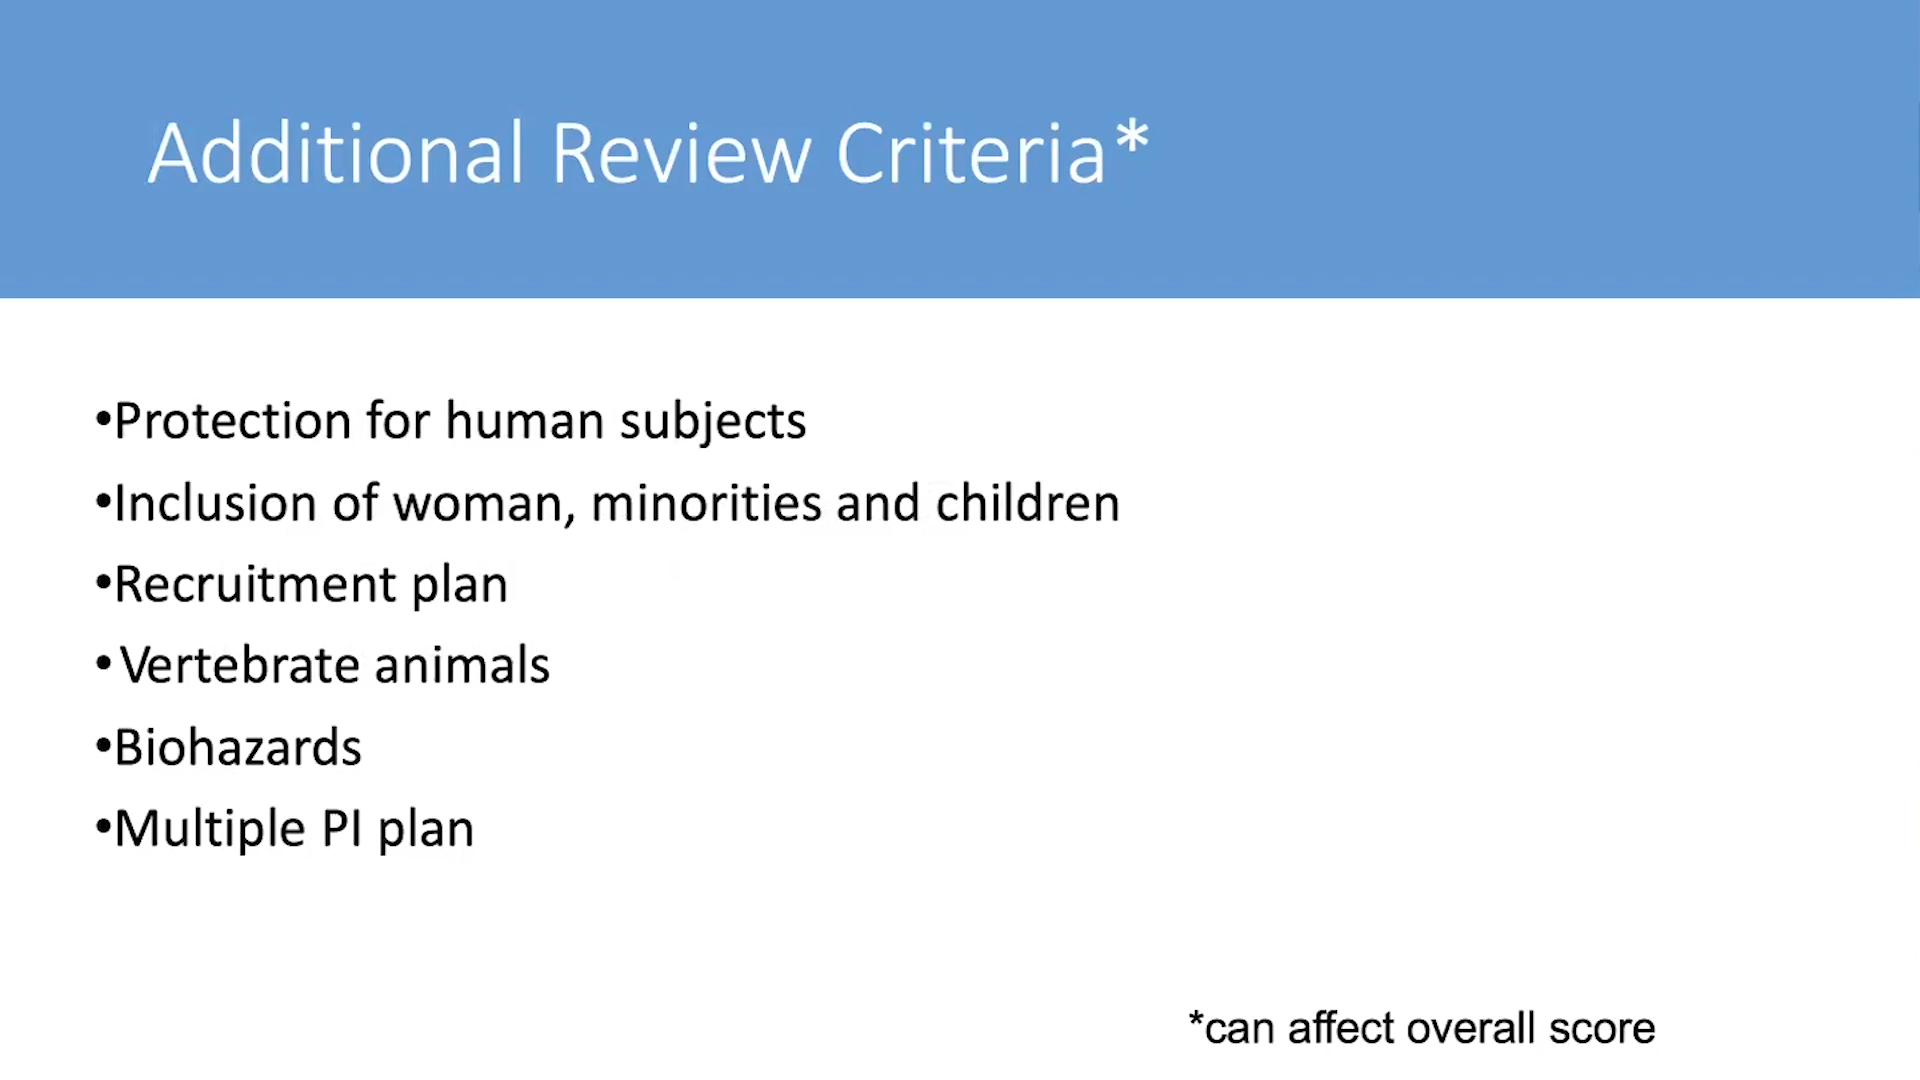 Additional Review Criteria*
•Protection for human subjects
•Inclusion of woman, minorities and children
•Recruitment plan
•Vertebrate animals
•Biohazards
•Multiple PI plan
*can affect overall score